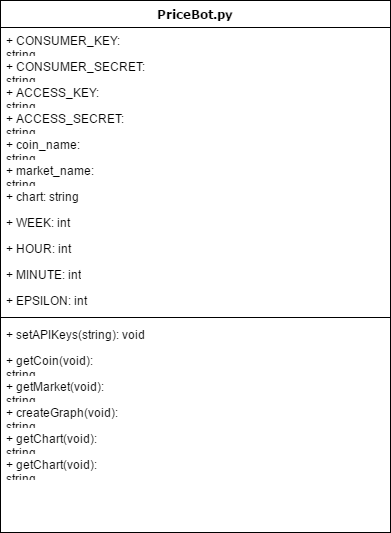 PriceBot.py
+ CONSUMER_KEY:
string
+ CONSUMER_SECRET:
string
+ ACCESS_KEY:
string
+ ACCESS_SECRET:
string
+ coin_name:
string
+ market_name:
string
+ chart: string
+ WEEK: int
+ HOUR: int
+ MINUTE: int
+ EPSILON: int
+ setAPIKeys(string): void
+ getCoin(void):
string
+ getMarket(void):
string
+ createGraph(void):
string
+ getChart(void):
string
+ getChart(void):
string